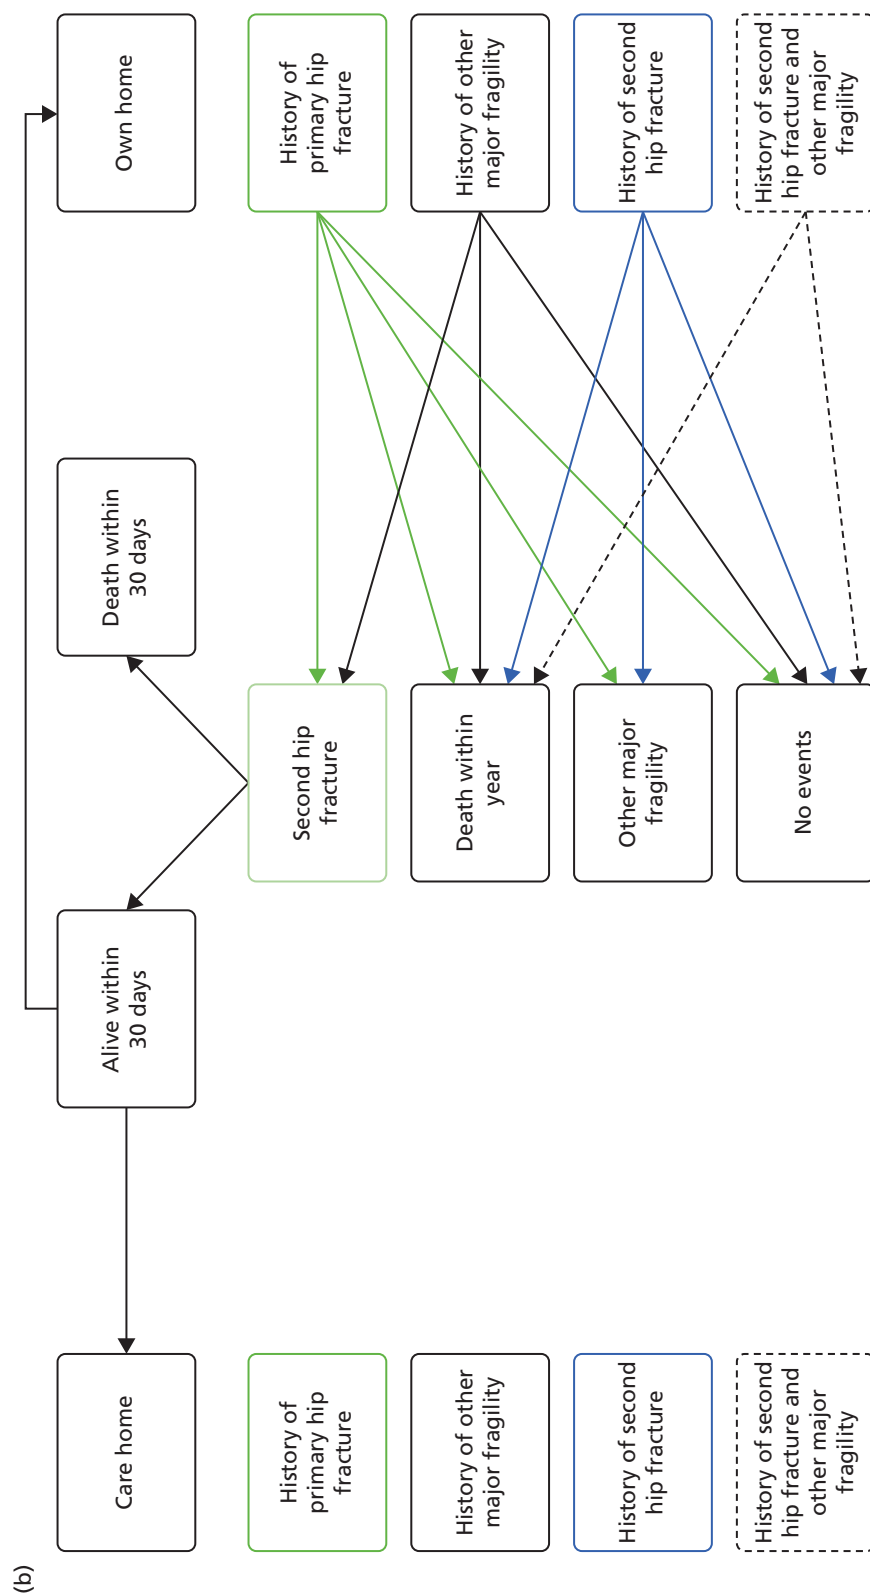 (b)
Care home
Alive within
30 days
Death within
30 days
Own home
History of
primary hip
fracture
Second hip
fracture
History of
primary hip
fracture
History of other
major fragility
Death within
year
History of other
major fragility
History of second
hip fracture
Other major
fragility
History of second
hip fracture
History of second
hip fracture and
other major
fragility
No events
History of second
hip fracture and
other major
fragility